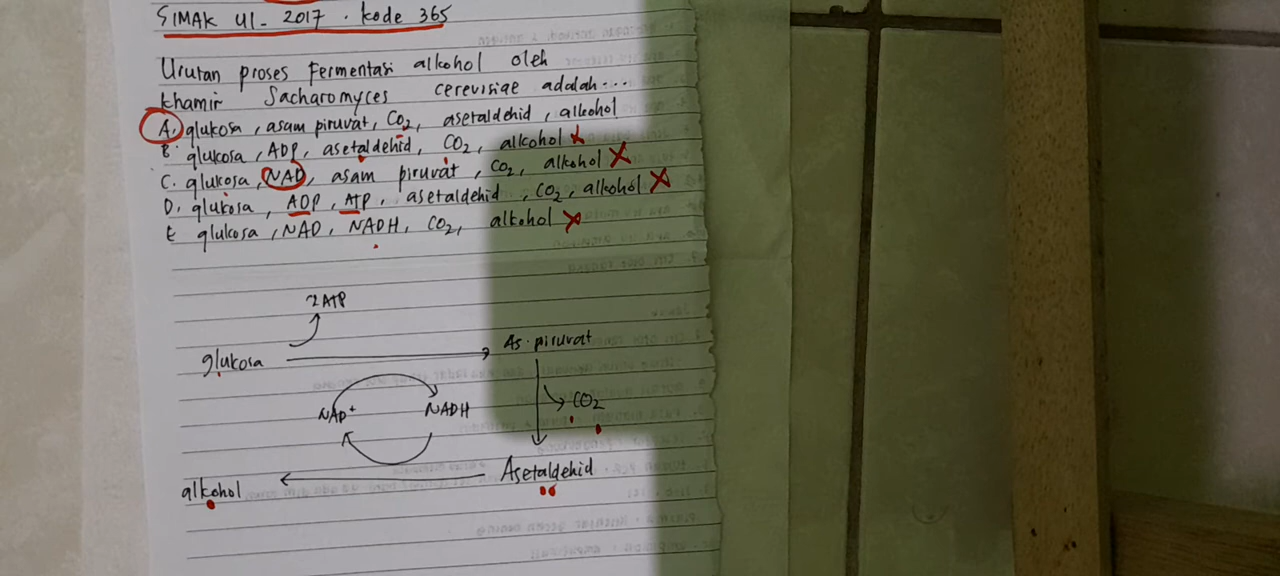 SIMAK UI - 2017 . kode 365
Urutan proses Fermentasi alkohol oleh
khamir Sacharomyces cerevisiae adalah...
A. glukosa, asam piruvat, CO2, asetaldehid, alkohol
B. glukosa, ADP, asetaldehid, CO2, alkohol
C. glukosa, NAD, asam piruvat, CO2, alkohol
D. glukosa, ADP, ATP, asetaldehid, CO2, alkohol
E glukosa, NAD, NADH, CO2, alkohol
2 ATP
glukosa
As. piruvat
NAD+
NADH
CO2
Asetaldehid
alkohol